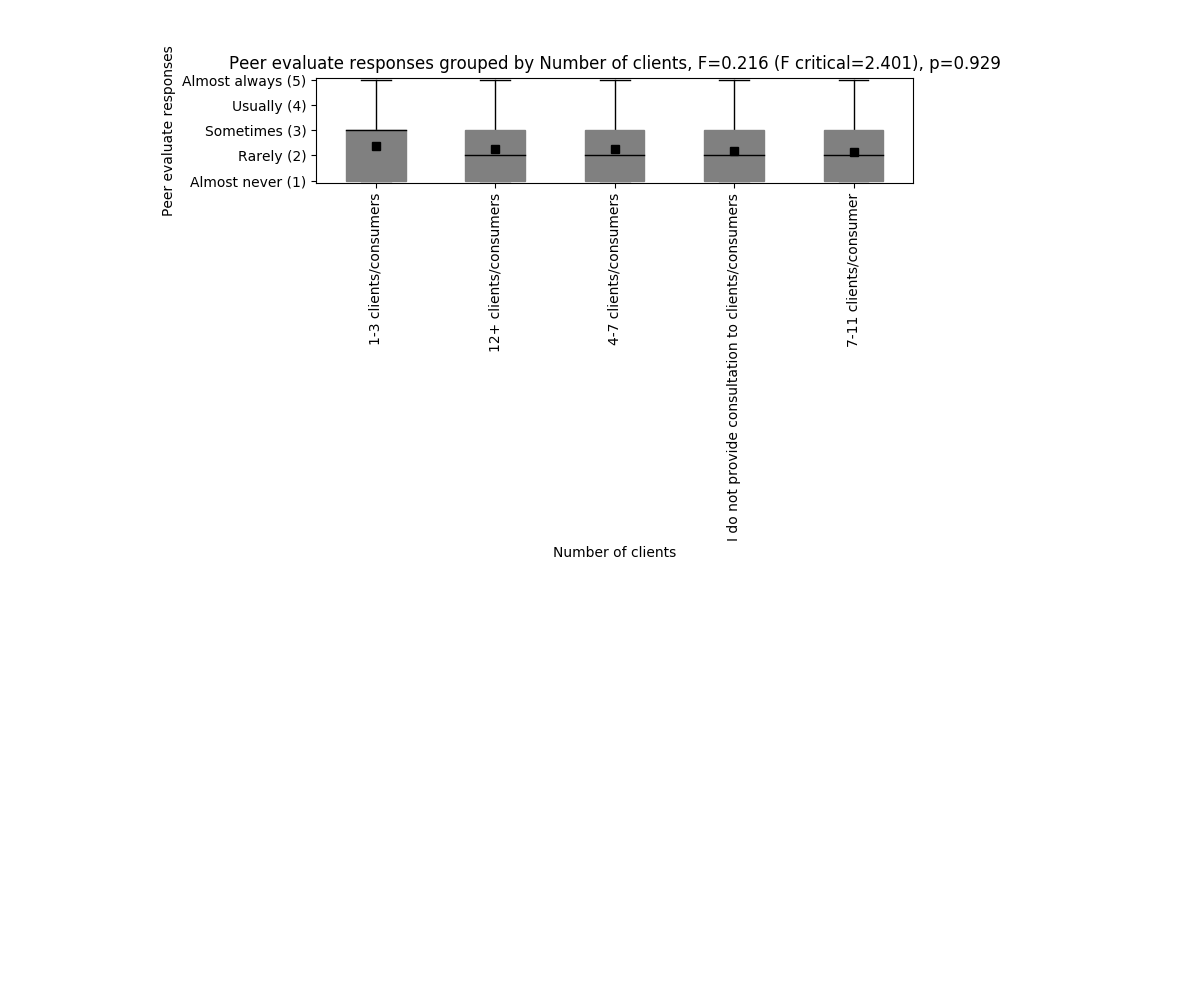 Peer evaluate responses grouped by Number of clients, F=0.216 (F critical=2.401), p=0.929
Peer evaluate responses
Almost always (5)
Usually (4)
Sometimes (3)
Rarely (2)
Almost never (1)
1-3 clients/consumers
12+ clients/consumers
4-7 clients/consumers
I do not provide consultation to clients/consumers
7-11 clients/consumer
Number of clients